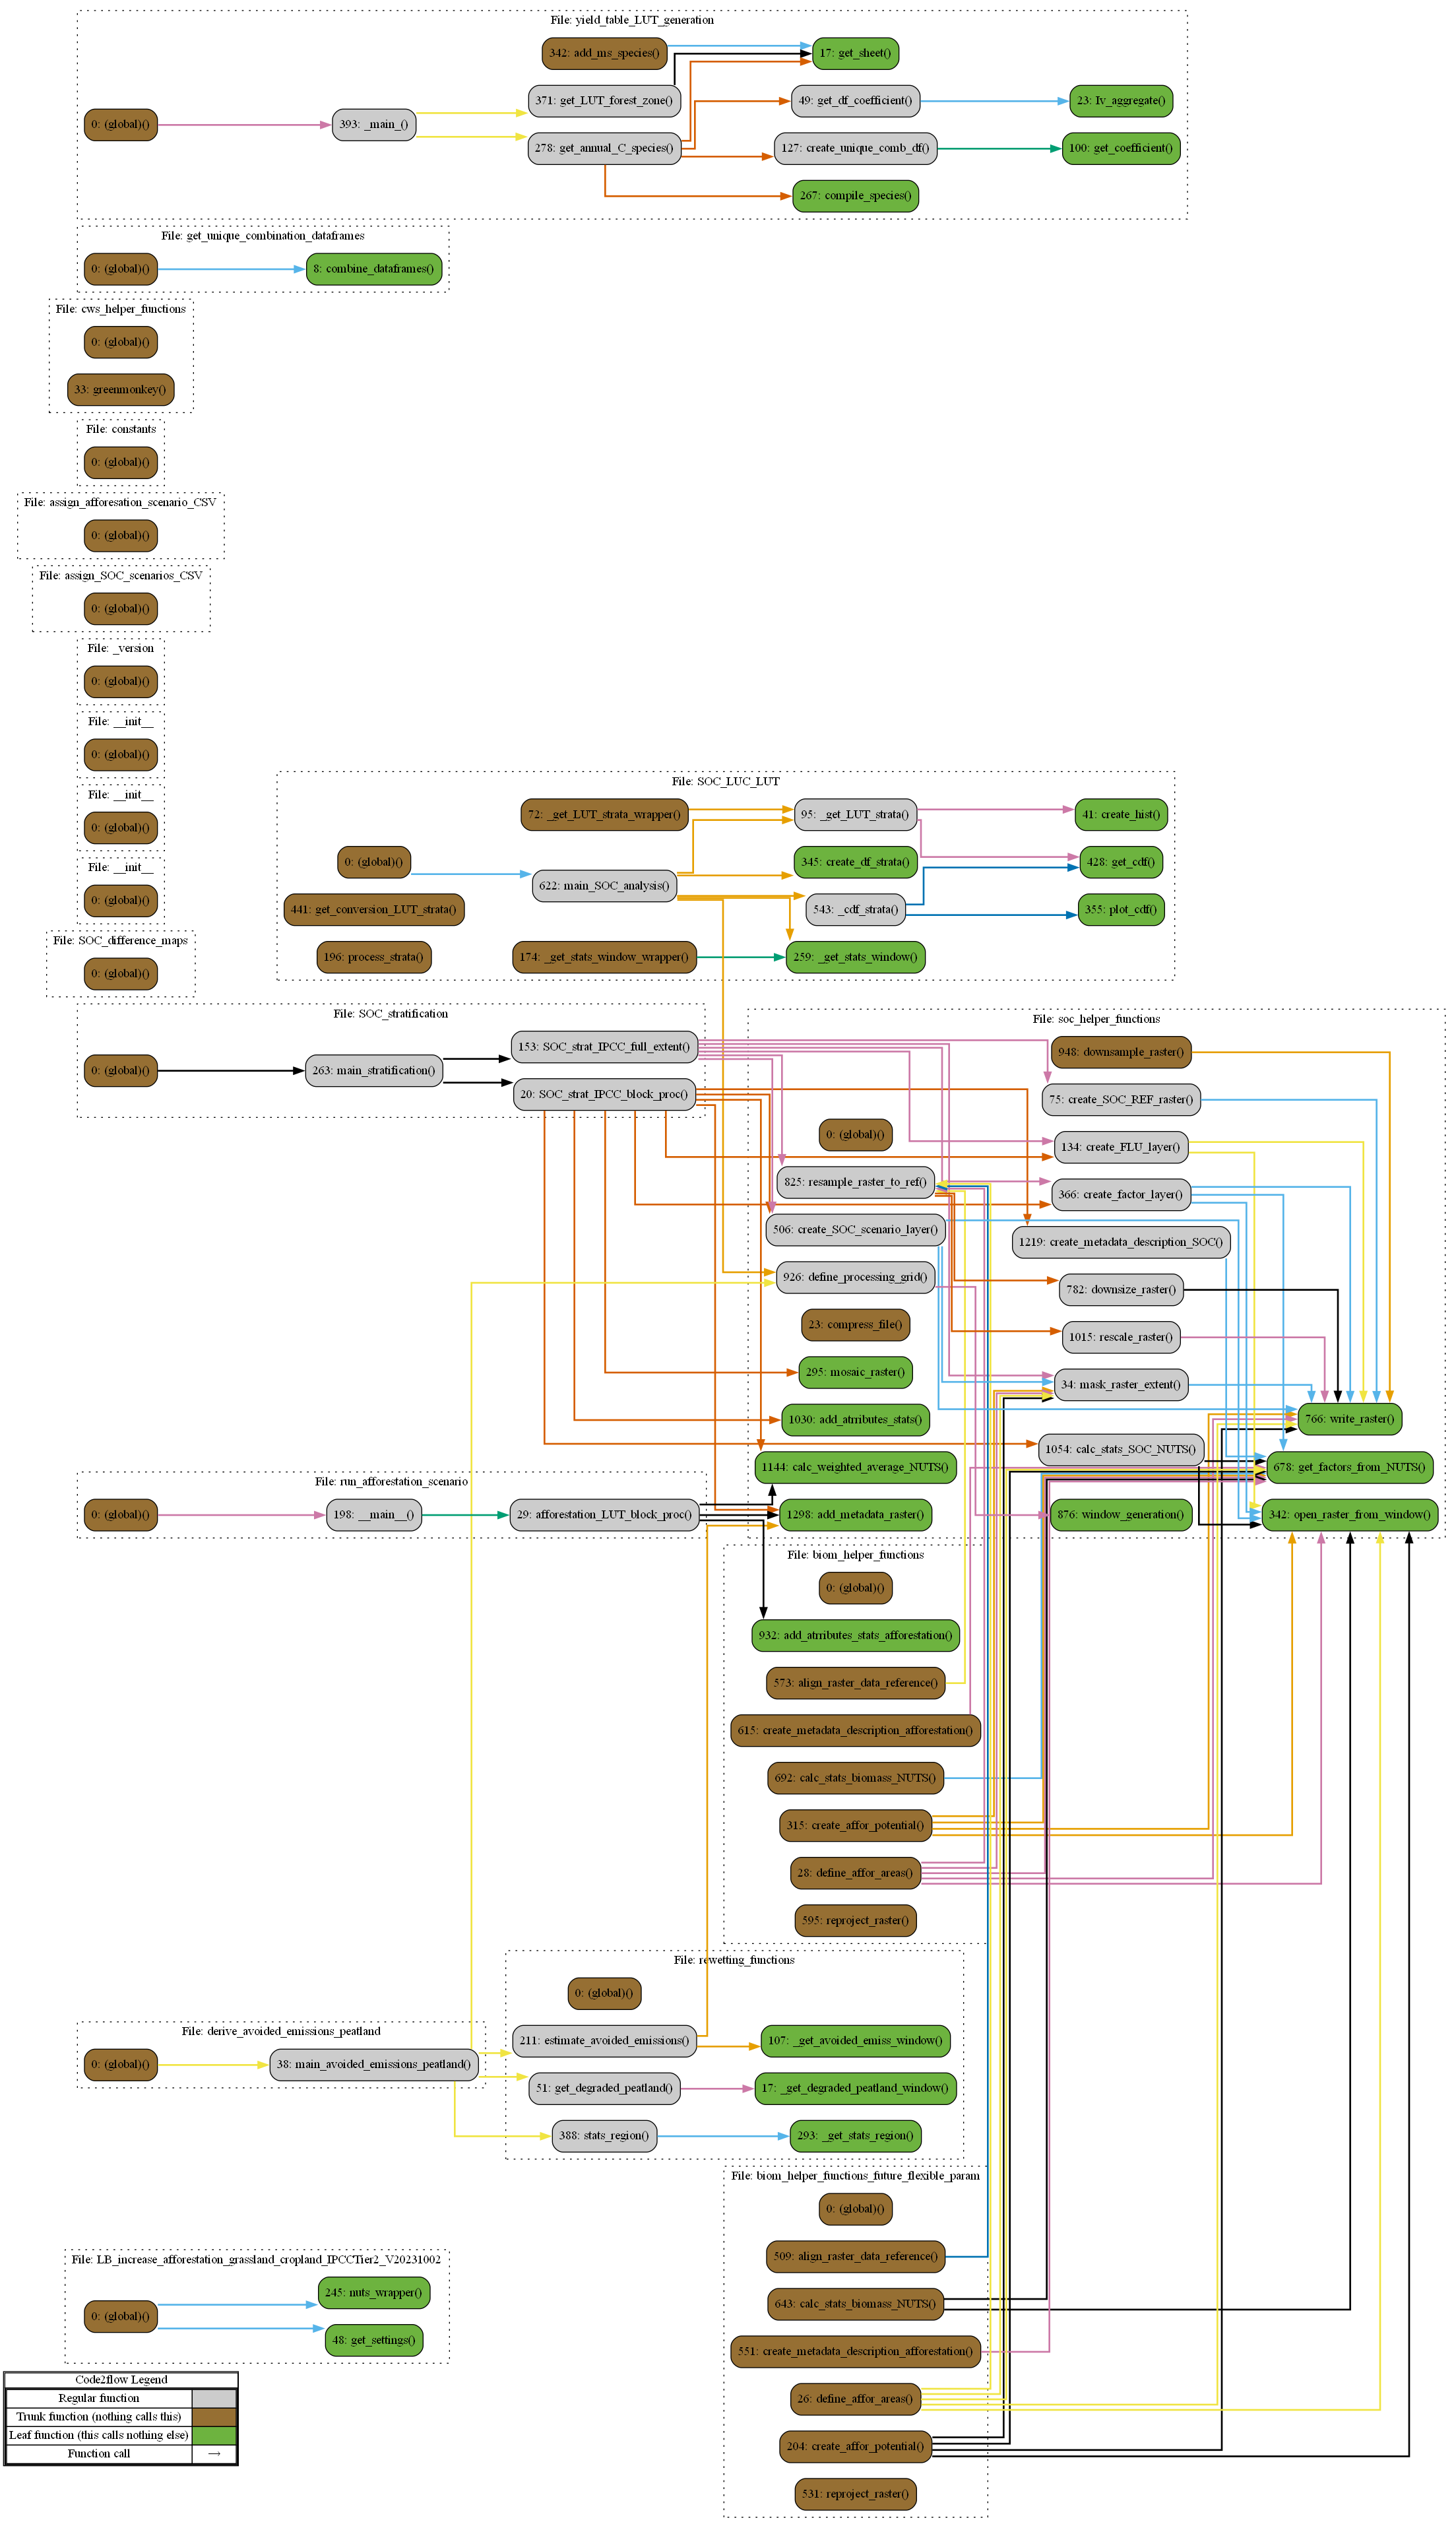 File: yield_table_LUT_generation
342: add_ms_species()
17: get_sheet()
371: get_LUT_forest_zone()
49: get_df_coefficient()
23: Iv_aggregate()
0: (global)()
393: _main_()
278: get_annual_C_species()
127: create_unique_comb_df()
100: get_coefficient()
267: compile_species()
File: get_unique_combination_dataframes
0: (global)()
8: combine_dataframes()
File: cws_helper_functions
0: (global)()
33: greenmonkey()
File: constants
0: (global)()
File: assign_afforesation_scenario_CSV
0: (global)()
File: assign_SOC_scenarios_CSV
0: (global)()
File: _version
0: (global)()
File: __init__
0: (global)()
File: __init__
0: (global)()
File: __init__
0: (global)()
File: SOC_difference_maps
0: (global)()
File: SOC_LUC_LUT
72: _get_LUT_strata_wrapper()
95: _get_LUT_strata()
41: create_hist()
0: (global)()
345: create_df_strata()
428: get_cdf()
622: main_SOC_analysis()
441: get_conversion_LUT_strata()
543: _cdf_strata()
355: plot_cdf()
196: process_strata()
174: _get_stats_window_wrapper()
259: _get_stats_window()
File: SOC_stratification
153: SOC_strat_IPCC_full_extent()
0: (global)()
263: main_stratification()
20: SOC_strat_IPCC_block_proc()
File: soc_helper_functions
948: downsample_raster()
75: create_SOC_REF_raster()
0: (global)()
134: create_FLU_layer()
825: resample_raster_to_ref()
366: create_factor_layer()
506: create_SOC_scenario_layer()
1219: create_metadata_description_SOC()
926: define_processing_grid()
782: downsize_raster()
23: compress_file()
1015: rescale_raster()
295: mosaic_raster()
34: mask_raster_extent()
1030: add_atrributes_stats()
766: write_raster()
1054: calc_stats_SOC_NUTS()
1144: calc_weighted_average_NUTS()
678: get_factors_from_NUTS()
1298: add_metadata_raster()
876: window_generation()
342: open_raster_from_window()
File: run_afforestation_scenario
0: (global)()
198: __main__()
29: afforestation_LUT_block_proc()
File: biom_helper_functions
0: (global)()
932: add_atrributes_stats_afforestation()
573: align_raster_data_reference()
615: create_metadata_description_afforestation()
692: calc_stats_biomass_NUTS()
315: create_affor_potential()
28: define_affor_areas()
595: reproject_raster()
File: rewetting_functions
0: (global)()
211: estimate_avoided_emissions()
107: _get_avoided_emiss_window()
51: get_degraded_peatland()
17: _get_degraded_peatland_window()
388: stats_region()
293: _get_stats_region()
File: derive_avoided_emissions_peatland
0: (global)()
38: main_avoided_emissions_peatland()
File: biom_helper_functions_future_flexible_param
0: (global)()
509: align_raster_data_reference()
643: calc_stats_biomass_NUTS()
551: create_metadata_description_afforestation()
26: define_affor_areas()
204: create_affor_potential()
531: reproject_raster()
File: LB_increase_afforestation_grassland_cropland_IPCCTier2_V20231002
245: nuts_wrapper()
0: (global)()
48: get_settings()
Code2flow Legend
Regular function
Trunk function (nothing calls this)
Leaf function (this calls nothing else)
Function call →